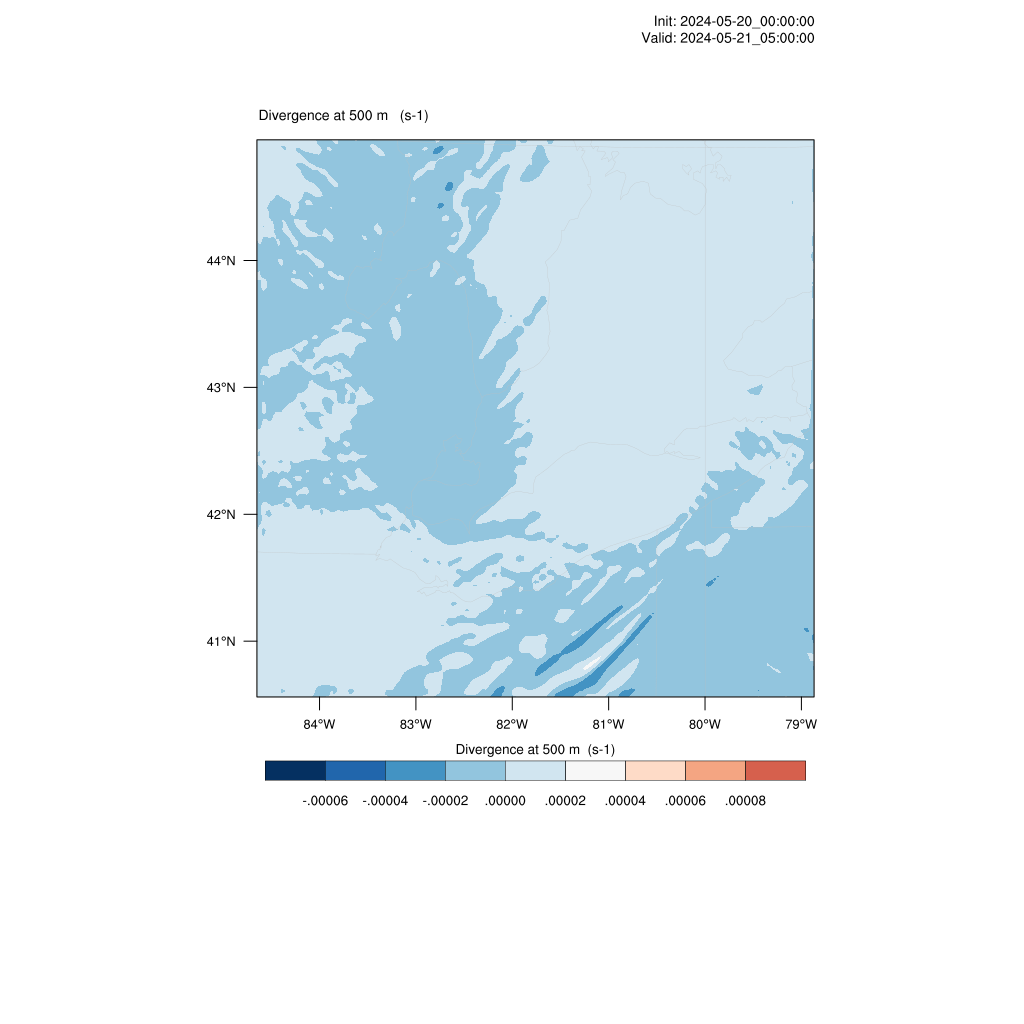 Init: 2024-05-20_00:00:00
Valid: 2024-05-21_05:00:00
Divergence at 500 m (s-1)
44°N
43°N
42°N
41°N
84°W 83°W 82°W 81°W 80°W 79°W
Divergence at 500 m (s-1)
-.00006 -.00004 -.00002 .00000 .00002 .00004 .00006 .00008